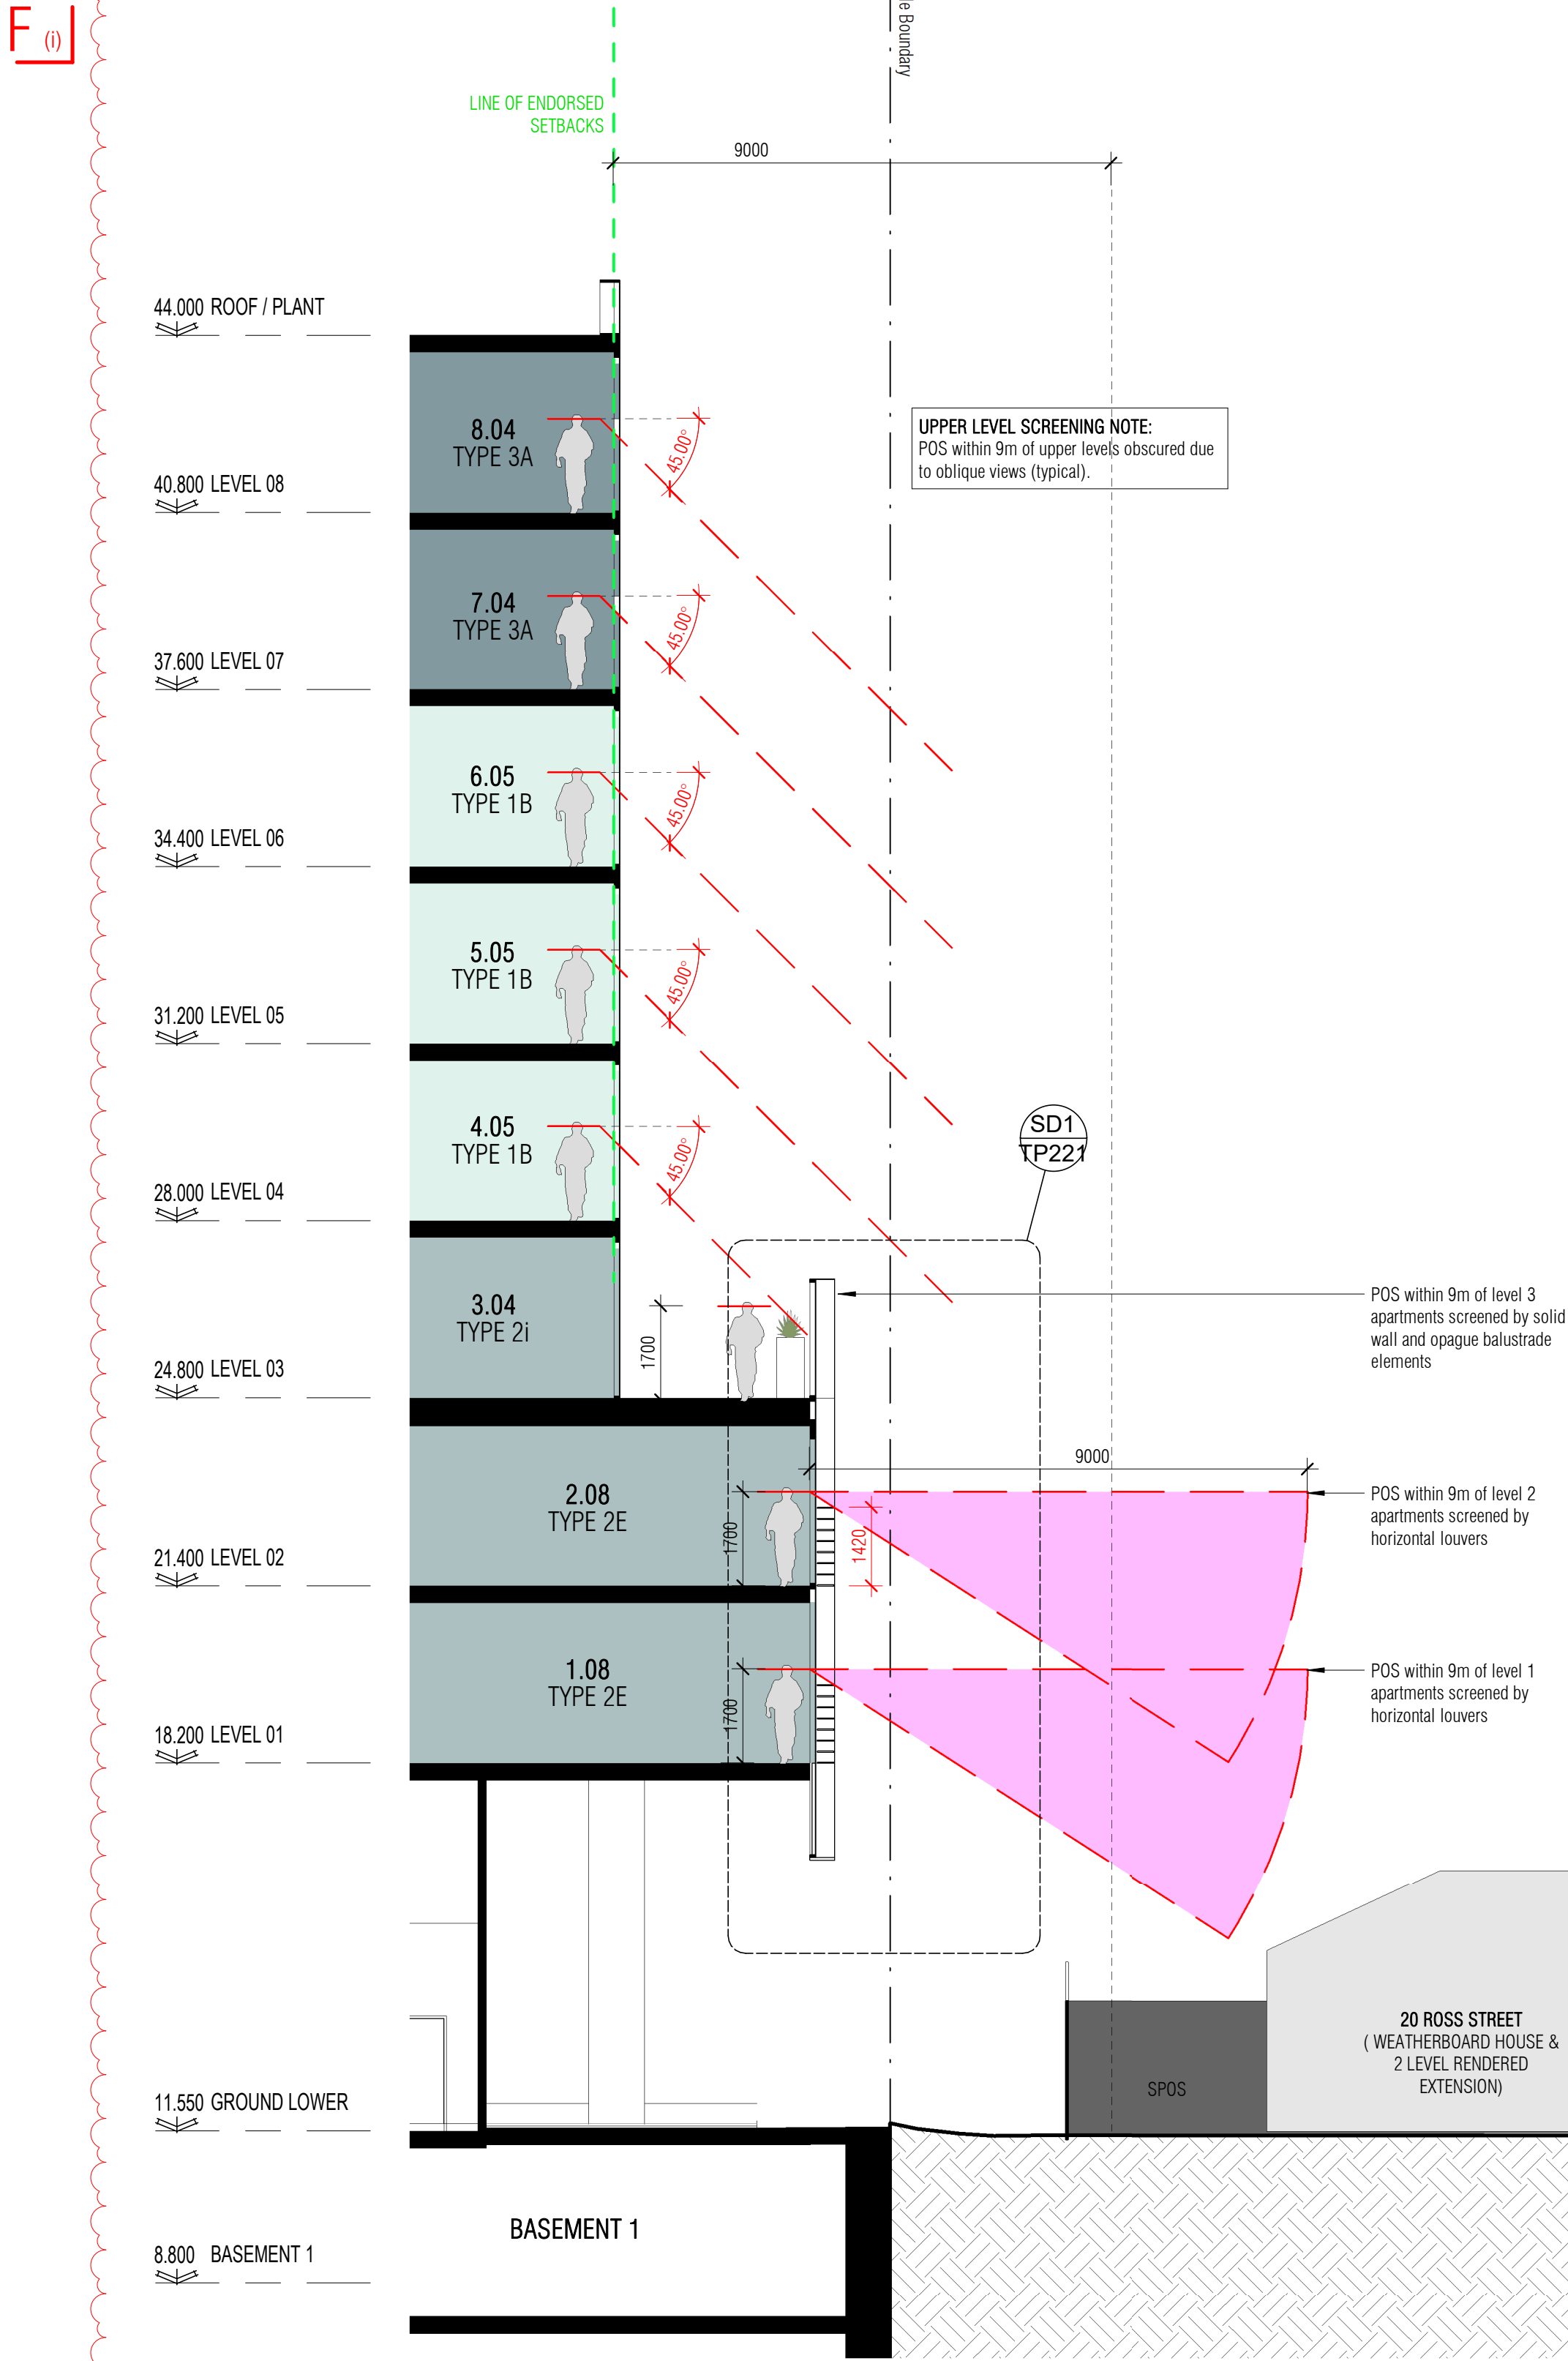 F (i)
le Boundary
LINE OF ENDORSED
SETBACKS
9000
44.000 ROOF / PLANT
8.04
TYPE 3A
45.00°
UPPER LEVEL SCREENING NOTE:
POS within 9m of upper levels obscured due
to oblique views (typical).
40.800 LEVEL 08
7.04
TYPE 3A
45.00°
37.600 LEVEL 07
6.05
TYPE 1B
45.00°
34.400 LEVEL 06
5.05
TYPE 1B
45.00°
31.200 LEVEL 05
4.05
TYPE 1B
45.00°
SD1
TP221
28.000 LEVEL 04
3.04
TYPE 2i
1700
POS within 9m of level 3
apartments screened by solid
wall and opague balustrade
elements
24.800 LEVEL 03
9000
2.08
TYPE 2E
1700
1420
POS within 9m of level 2
apartments screened by
horizontal louvers
21.400 LEVEL 02
1.08
TYPE 2E
1700
POS within 9m of level 1
apartments screened by
horizontal louvers
18.200 LEVEL 01
20 ROSS STREET
( WEATHERBOARD HOUSE &
2 LEVEL RENDERED
EXTENSION)
SPOS
11.550 GROUND LOWER
BASEMENT 1
8.800 BASEMENT 1